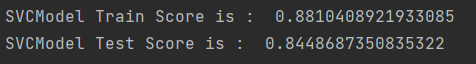 SVCModel Train Score is :  0.8810408921933085
SVCModel Test Score is :  0.8448687350835322